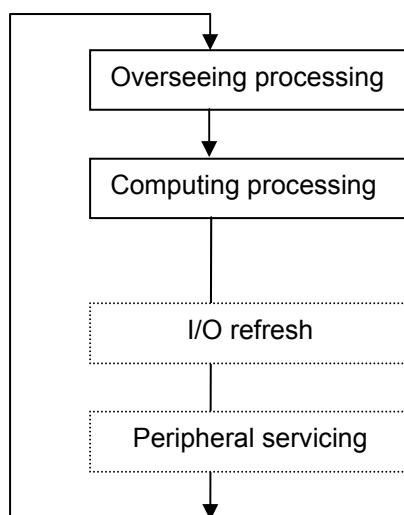 Overseeing processing
Computing processing
I/O refresh
Peripheral servicing